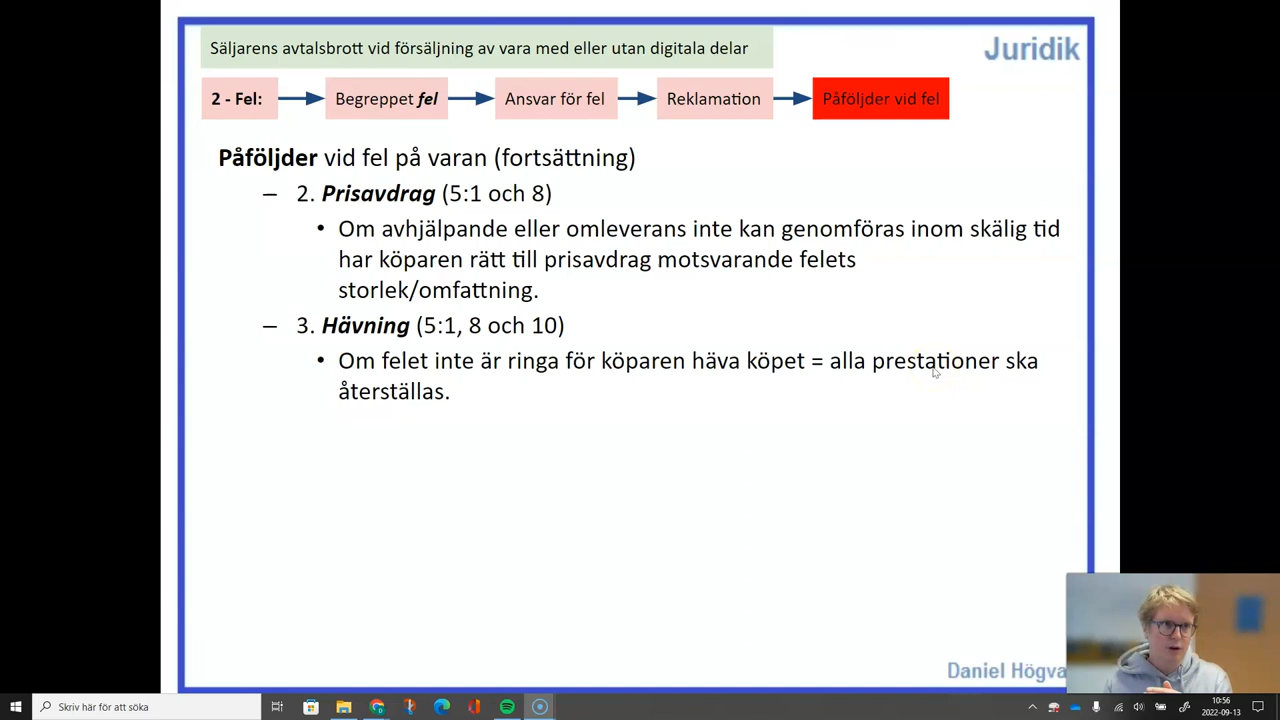 Säljarens avtalsbrott vid försäljning av vara med eller utan digitala delar
Juridik
2 - Fel:
Begreppet fel
Ansvar för fel
Reklamation
Påföljder vid fel
Påföljder vid fel på varan (fortsättning)
– 2. Prisavdrag (5:1 och 8)
• Om avhjälpande eller omleverans inte kan genomföras inom skälig tid
har köparen rätt till prisavdrag motsvarande felets
storlek/omfattning.
– 3. Hävning (5:1, 8 och 10)
• Om felet inte är ringa för köparen häva köpet = alla prestationer ska
återställas.
Daniel Högva
Skriv här för att söka
10:56
2022-09-13